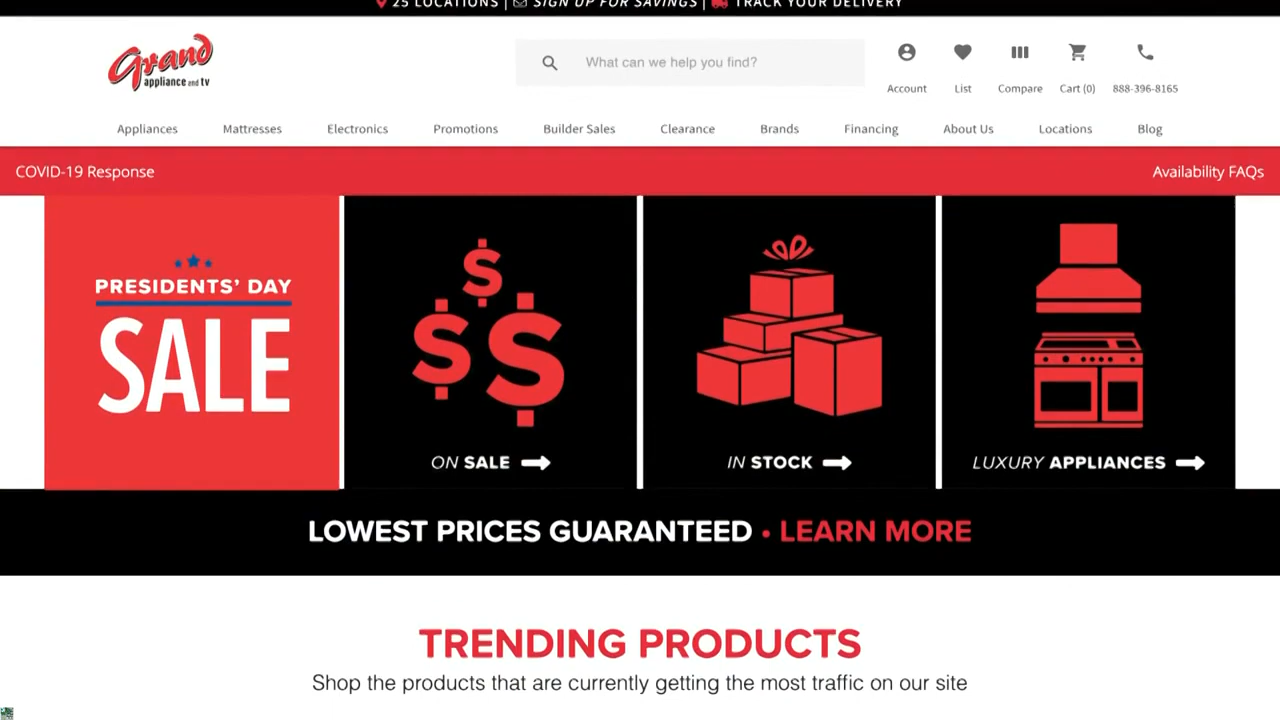 25 LOCATIONS | SIGN UP FOR SAVINGS | TRACK YOUR DELIVERY
Grand
appliance and tv
What can we help you find?
Account
List
Compare
Cart (0)
888-396-8165
Appliances
Mattresses
Electronics
Promotions
Builder Sales
Clearance
Brands
Financing
About Us
Locations
Blog
COVID-19 Response
Availability FAQs
PRESIDENTS' DAY
SALE
$
$
$
ON SALE
IN STOCK
LUXURY APPLIANCES
LOWEST PRICES GUARANTEED • LEARN MORE
TRENDING PRODUCTS
Shop the products that are currently getting the most traffic on our site